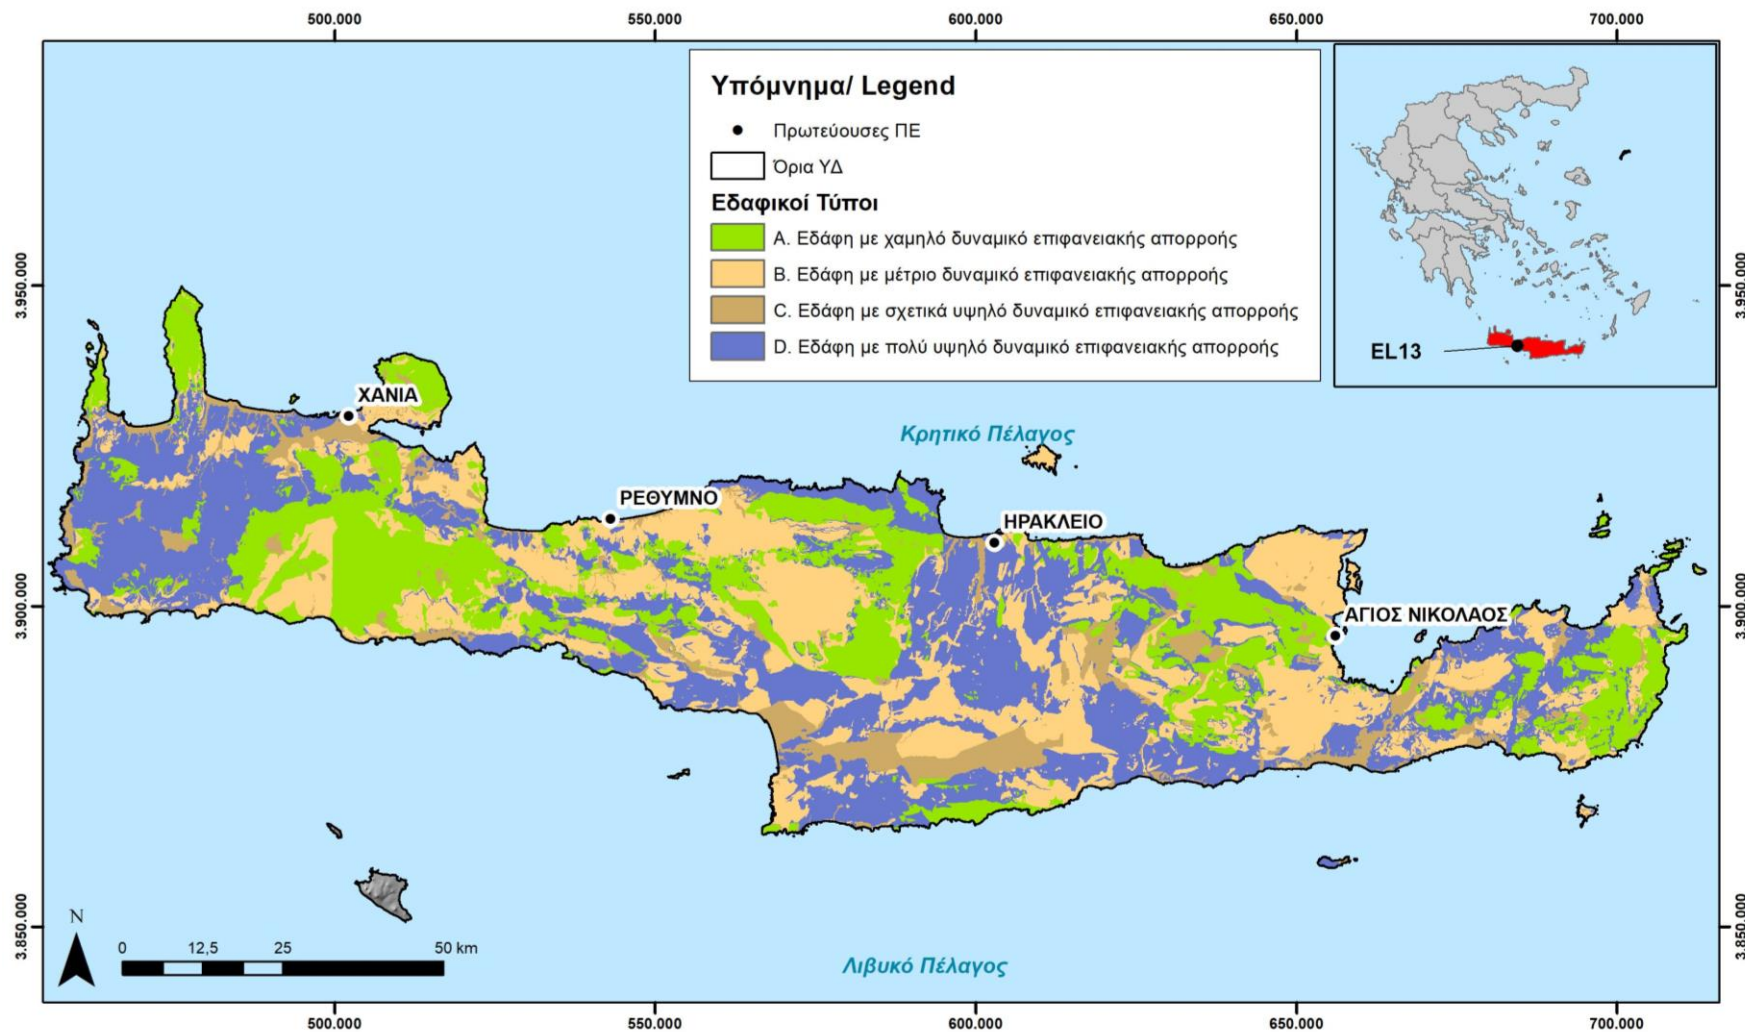 500.000
550.000
600.000
650.000
700.000
Υπόμνημα/ Legend
Πρωτεύουσες ΠΕ
Όρια ΥΔ
Εδαφικοί Τύποι
A. Εδάφη με χαμηλό δυναμικό επιφανειακής απορροής
B. Εδάφη με μέτριο δυναμικό επιφανειακής απορροής
C. Εδάφη με σχετικά υψηλό δυναμικό επιφανειακής απορροής
D. Εδάφη με πολύ υψηλό δυναμικό επιφανειακής απορροής
EL13
3.950.000
3.950.000
ΧΑΝΙΑ
Κρητικό Πέλαγος
ΡΕΘΥΜΝΟ
ΗΡΑΚΛΕΙΟ
3.900.000
3.900.000
ΑΓΙΟΣ ΝΙΚΟΛΑΟΣ
3.850.000
3.850.000
N
0 12,5 25 50 km
Λιβυκό Πέλαγος
500.000
550.000
600.000
650.000
700.000